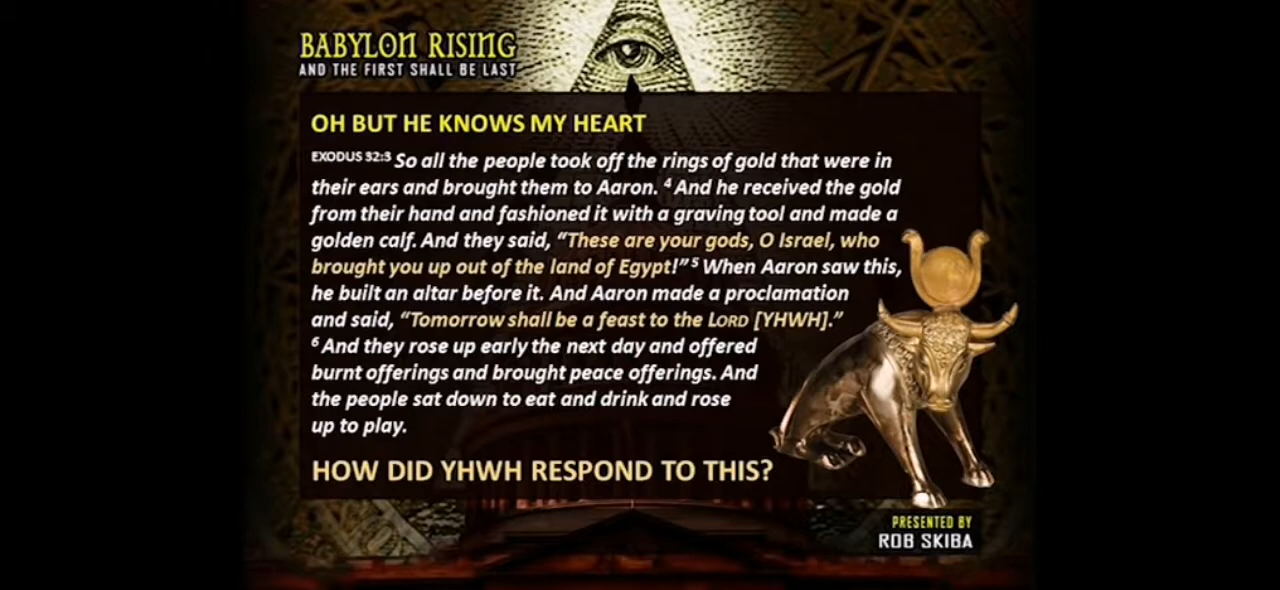 BABYLON RISING
AND THE FIRST SHALL BE LAST
OH BUT HE KNOWS MY HEART
EXODUS 32:3 So all the people took off the rings of gold that were in
their ears and brought them to Aaron. 4 And he received the gold
from their hand and fashioned it with a graving tool and made a
golden calf. And they said, “These are your gods, O Israel, who
brought you up out of the land of Egypt!” 5 When Aaron saw this,
he built an altar before it. And Aaron made a proclamation
and said, “Tomorrow shall be a feast to the LORD [YHWH].”
6 And they rose up early the next day and offered
burnt offerings and brought peace offerings. And
the people sat down to eat and drink and rose
up to play.
HOW DID YHWH RESPOND TO THIS?
PRESENTED BY
ROB SKIBA